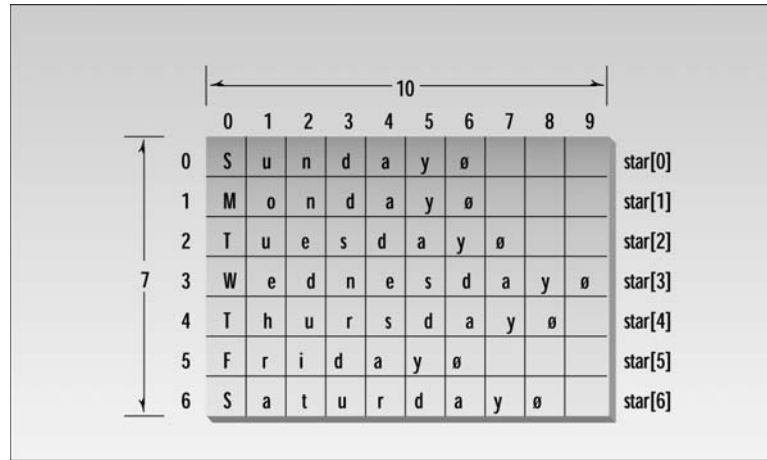 10
0 1 2 3 4 5 6 7 8 9
0 S u n d a y ø star[0]
1 M o n d a y ø star[1]
2 T u e s d a y ø star[2]
7 3 W e d n e s d a y ø star[3]
4 T h u r s d a y ø star[4]
5 F r i d a y ø star[5]
6 S a t u r d a y ø star[6]